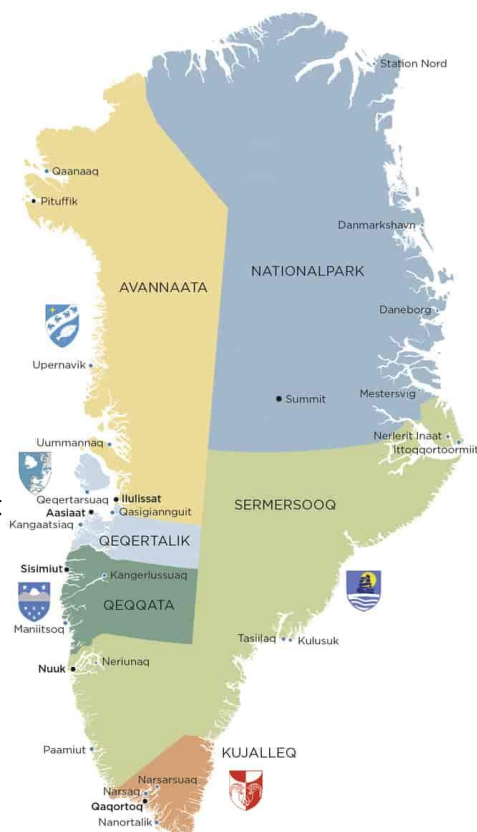 Station Nord
Qaanaaq
Pituffik
Danmarkshavn
NATIONALPARK
AVANNAATA
Daneborg
Upernavik
Mestersvig
Summit
Nerlerit Inaat
Ittoqqortoormiit
Uummannaq
Qeqertarsuaq
Ilulissat
SERMERSOOQ
Aasiaat
Qasigiannguit
Kangaatsiaq
QEQERTALIK
Sisimiut
Kangerlussuaq
QEQQATA
Maniitsoq
Tasiilaq
Kulusuk
Neriunaq
Nuuk
Paamiut
KUJALLEQ
Narsarsuaq
Narsaq
Qaqortoq
Nanortalik